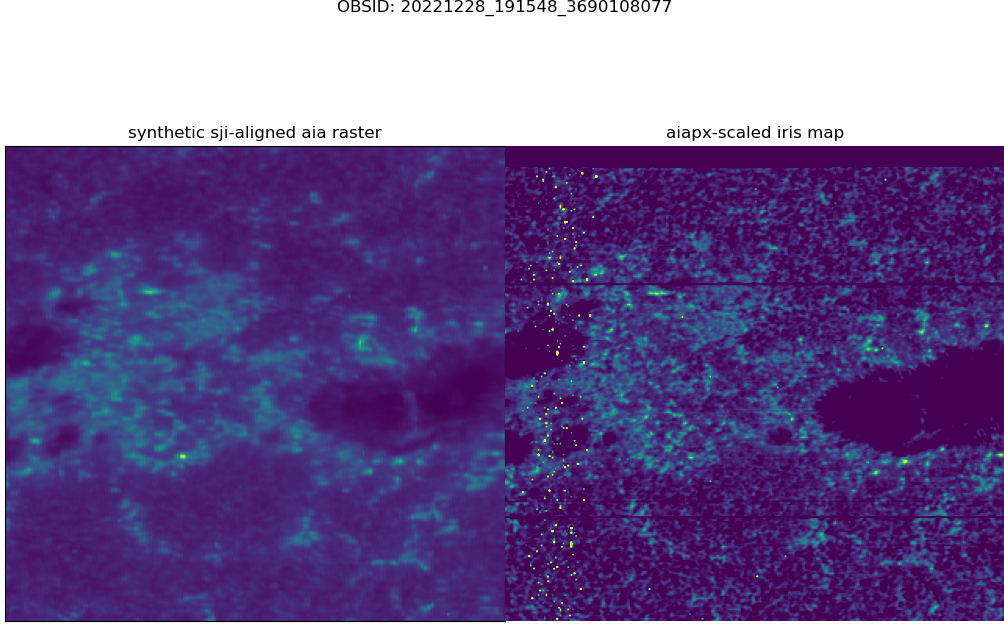 OBSID: 20221228_191548_3690108077
synthetic sji-aligned aia raster
aiapx-scaled iris map